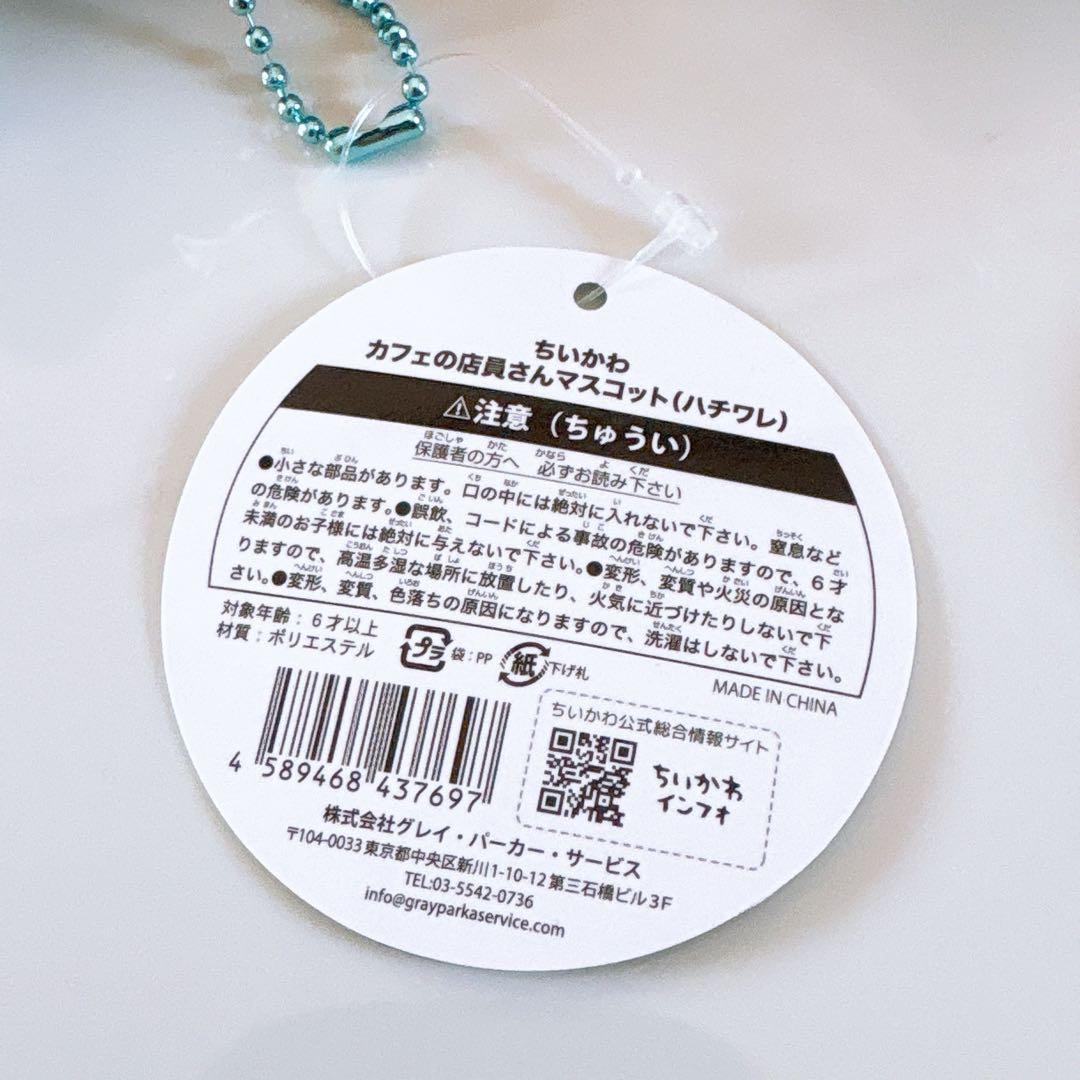 ちいかわ
カフェの店員さんマスコット(ハチワレ)
⚠注意（ちゅうい）
保護者の方へ 必ずお読み下さい
●小さな部品があります。口の中には絶対に入れないで下さい。窒息など
の危険があります。●誤飲、コードによる事故の危険がありますので、6才
未満のお子様には絶対に与えないで下さい。●変形、変質や火災の原因とな
りますので、高温多湿な場所に放置したり、火気に近づけたりしないで下
さい。●変形、変質、色落ちの原因になりますので、洗濯はしないで下さい。
対象年齢：6才以上
材質：ポリエステル
プラ 袋：PP 紙 下げ札
MADE IN CHINA
4 589468 437697
ちいかわ公式総合情報サイト
ちいかわ
インフォ
株式会社グレイ・パーカー・サービス
〒104-0033 東京都中央区新川1-10-12 第三石橋ビル3F
TEL:03-5542-0736
info@grayparkaservice.com